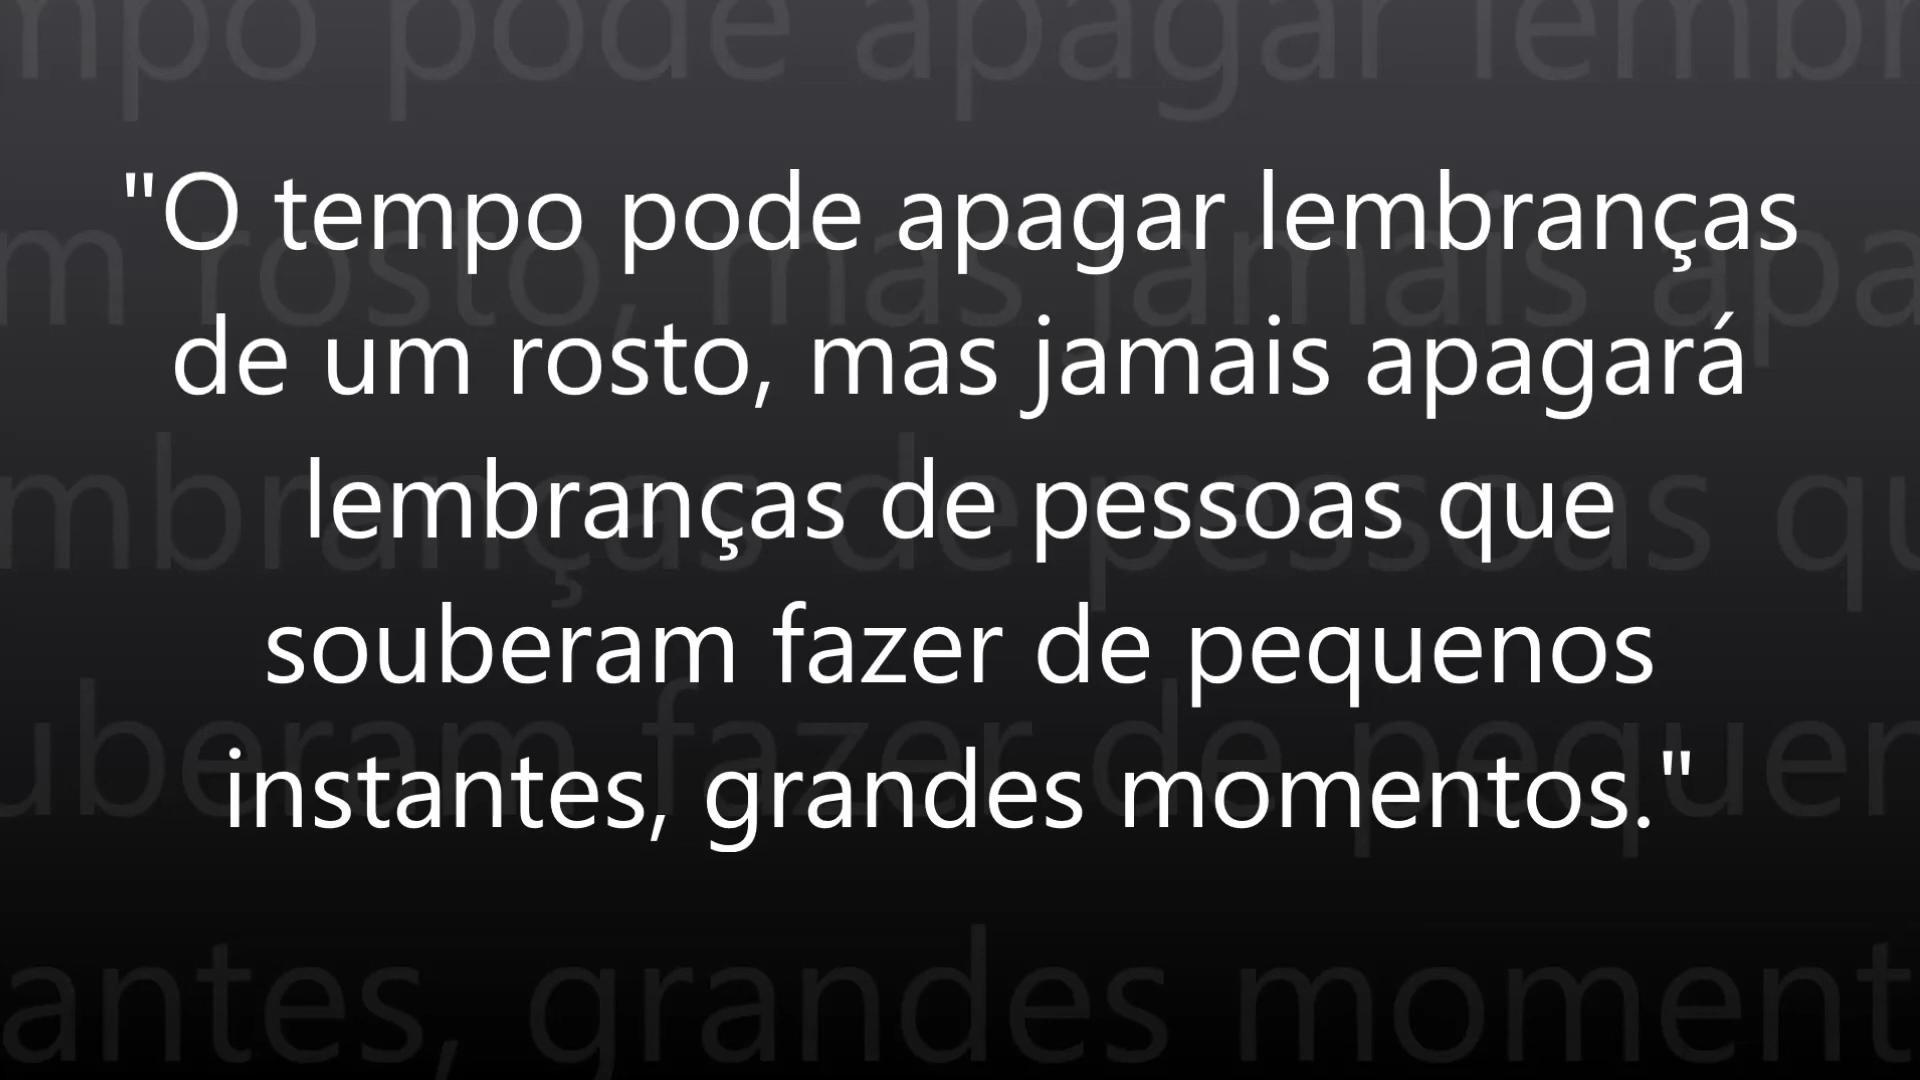 "O tempo pode apagar lembranças
de um rosto, mas jamais apagará
lembranças de pessoas que
souberam fazer de pequenos
instantes, grandes momentos."